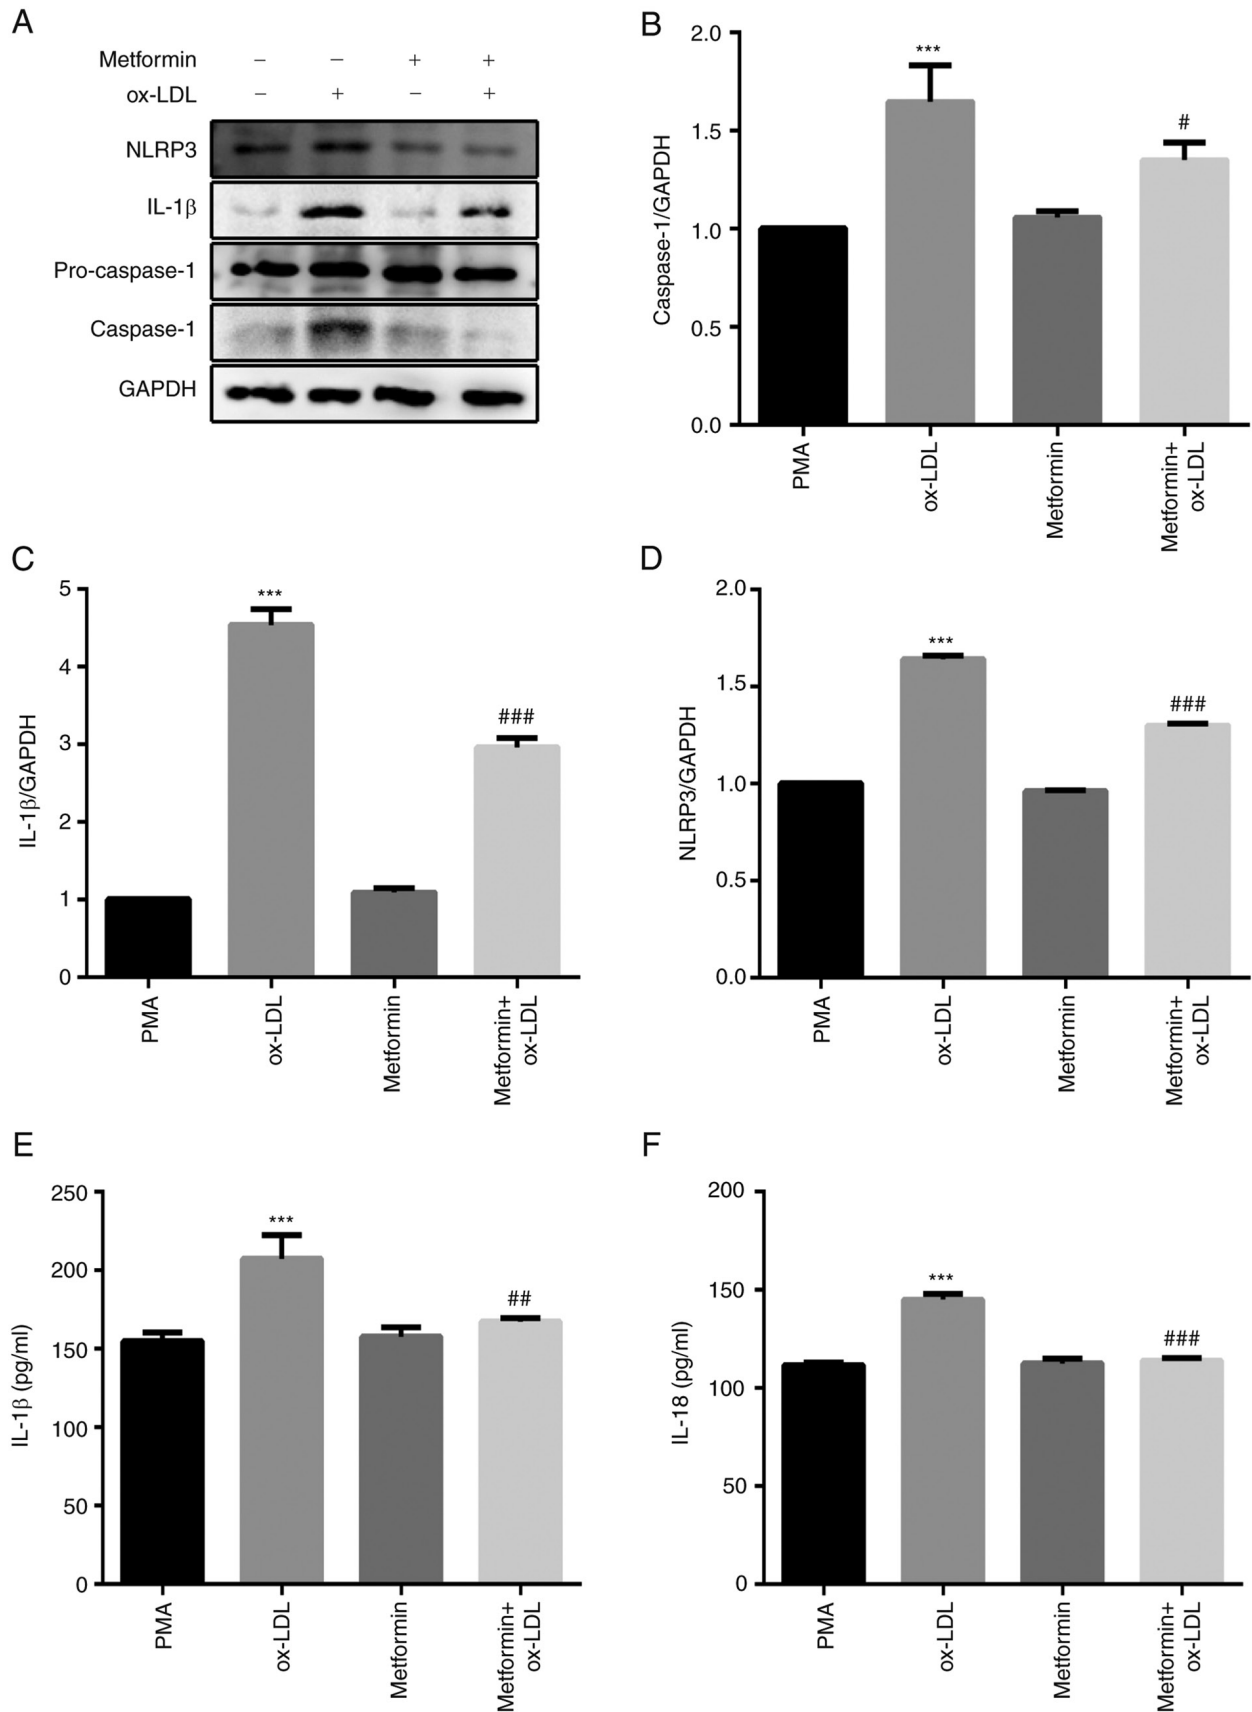 A
Metformin – – + +
ox-LDL – + – +
NLRP3
IL-1β
Pro-caspase-1
Caspase-1
GAPDH
B
Caspase-1/GAPDH
2.0
1.5
1.0
0.5
0.0
***
#
PMA
ox-LDL
Metformin
Metformin+
ox-LDL
C
IL-1β/GAPDH
5
4
3
2
1
0
***
###
PMA
ox-LDL
Metformin
Metformin+
ox-LDL
D
NLRP3/GAPDH
2.0
1.5
1.0
0.5
0.0
***
###
PMA
ox-LDL
Metformin
Metformin+
ox-LDL
E
IL-1β (pg/ml)
250
200
150
100
50
0
***
##
PMA
ox-LDL
Metformin
Metformin+
ox-LDL
F
IL-18 (pg/ml)
200
150
100
50
0
***
###
PMA
ox-LDL
Metformin
Metformin+
ox-LDL